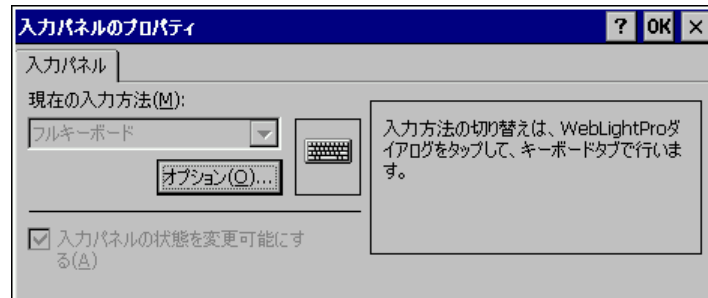 入力パネルのプロパティ
? OK ×
入力パネル
現在の入力方法(M):
フルキーボード
オプション(O)...
入力パネルの状態を変更可能にす
る(A)
入力方法の切り替えは、WebLightProダ
イアログをタップして、キーボードタブで行いま
す。